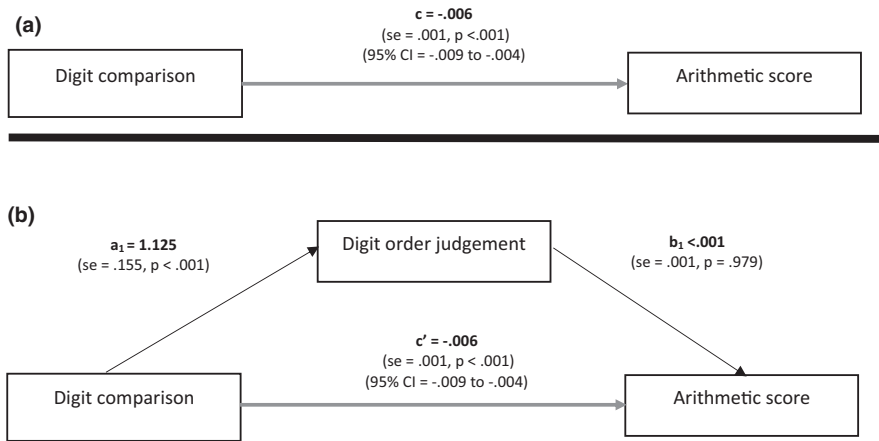 (a)
c = -.006
(se = .001, p <.001)
(95% CI = -.009 to -.004)
Digit comparison
Arithmetic score
(b)
a₁ = 1.125
(se = .155, p < .001)
Digit order judgement
b₁ <.001
(se = .001, p = .979)
c’ = -.006
(se = .001, p < .001)
(95% CI = -.009 to -.004)
Digit comparison
Arithmetic score